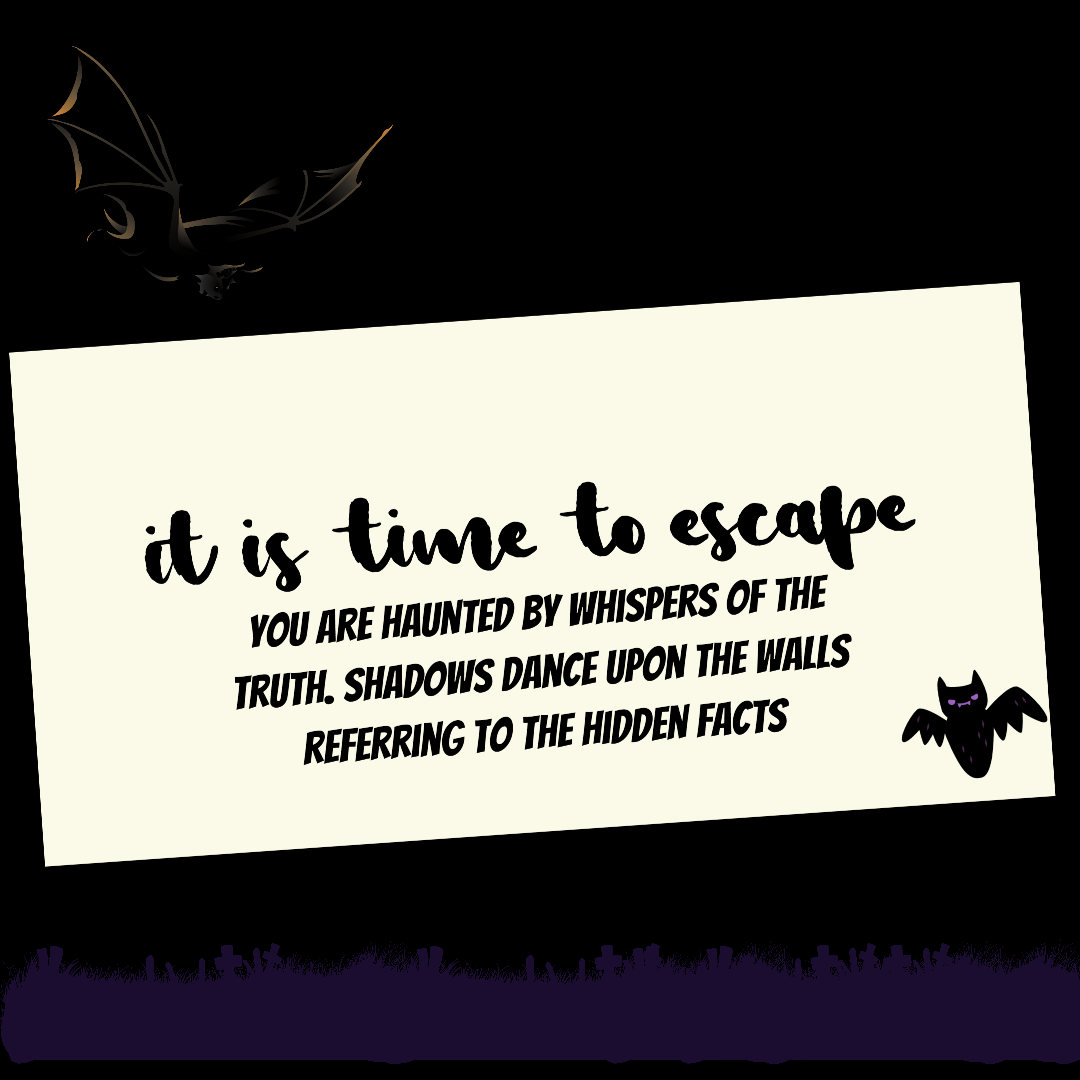 it is time to escape
YOU ARE HAUNTED BY WHISPERS OF THE
TRUTH. SHADOWS DANCE UPON THE WALLS
REFERRING TO THE HIDDEN FACTS